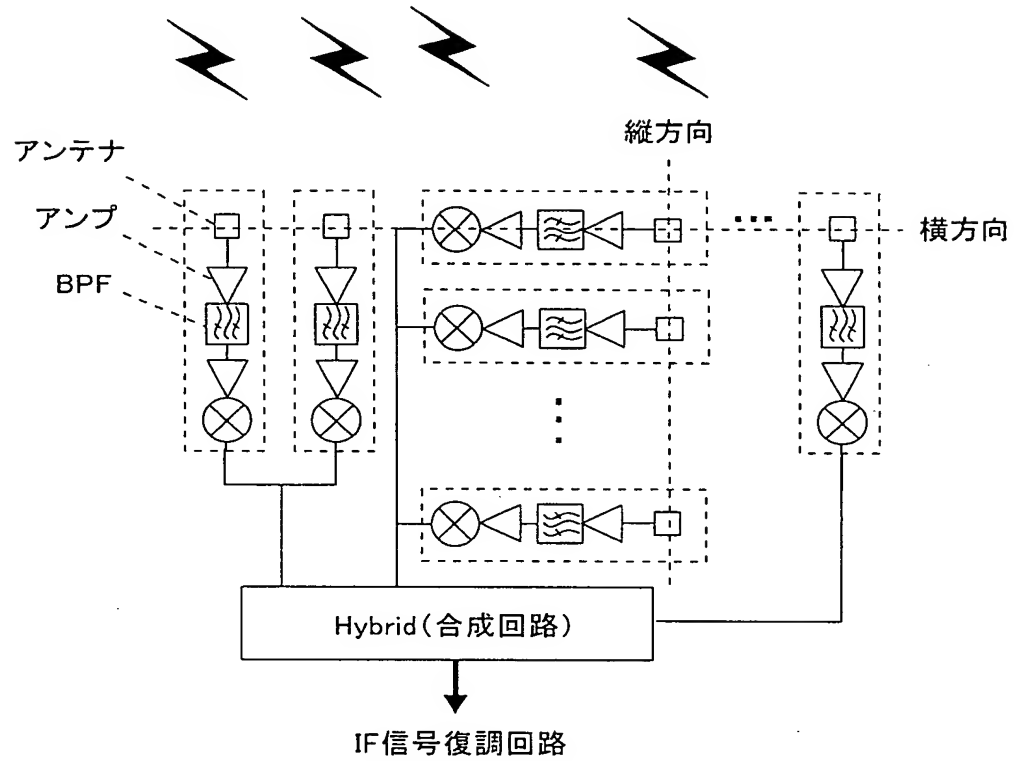 縦方向
アンテナ
アンプ
横方向
BPF
Hybrid(合成回路)
IF信号復調回路